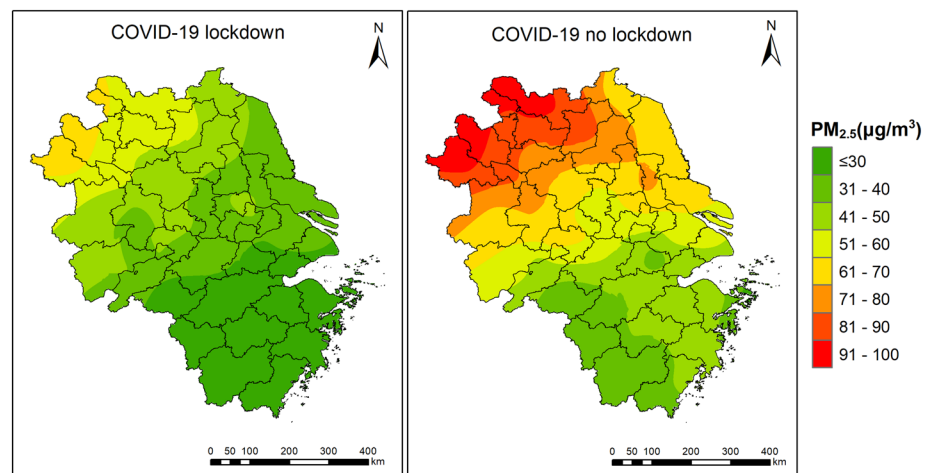 COVID-19 lockdown
N
0 50 100 200 300 400
km
COVID-19 no lockdown
N
0 50 100 200 300 400
km
PM2.5(µg/m³)
≤30
31 - 40
41 - 50
51 - 60
61 - 70
71 - 80
81 - 90
91 - 100